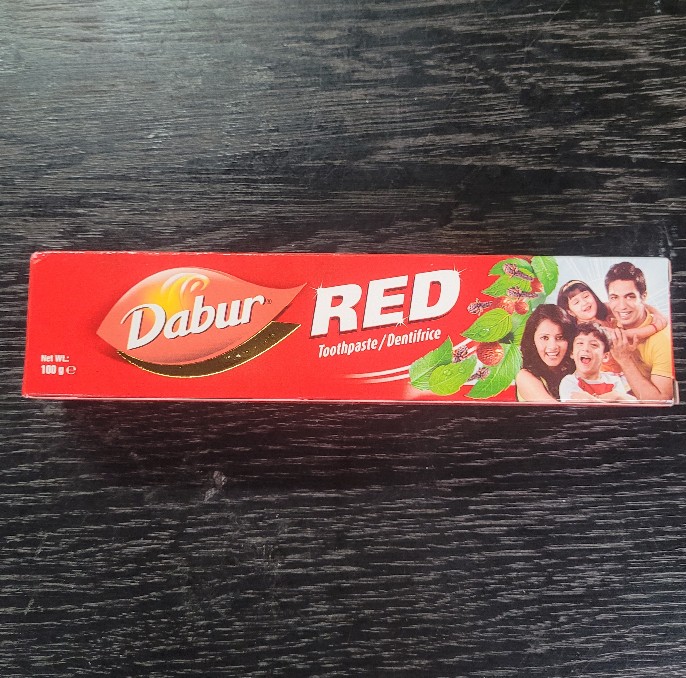 Dabur®
RED
Toothpaste/Dentifrice
Net Wt.:
100 g ℮